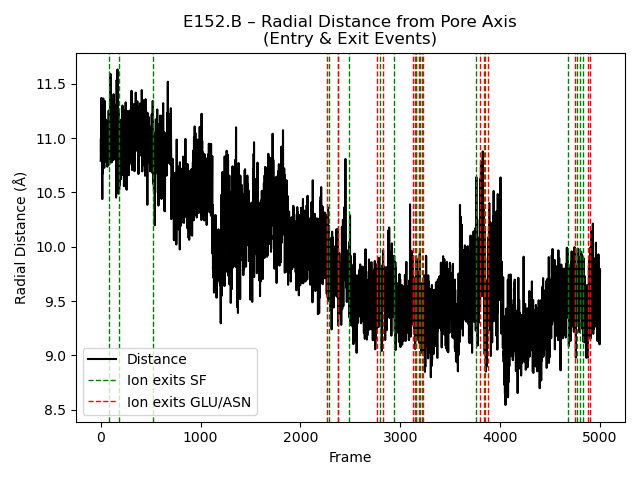 E152.B – Radial Distance from Pore Axis
(Entry & Exit Events)
Radial Distance (Å)
11.5
11.0
10.5
10.0
9.5
9.0
8.5
Distance
Ion exits SF
Ion exits GLU/ASN
0 1000 2000 3000 4000 5000
Frame